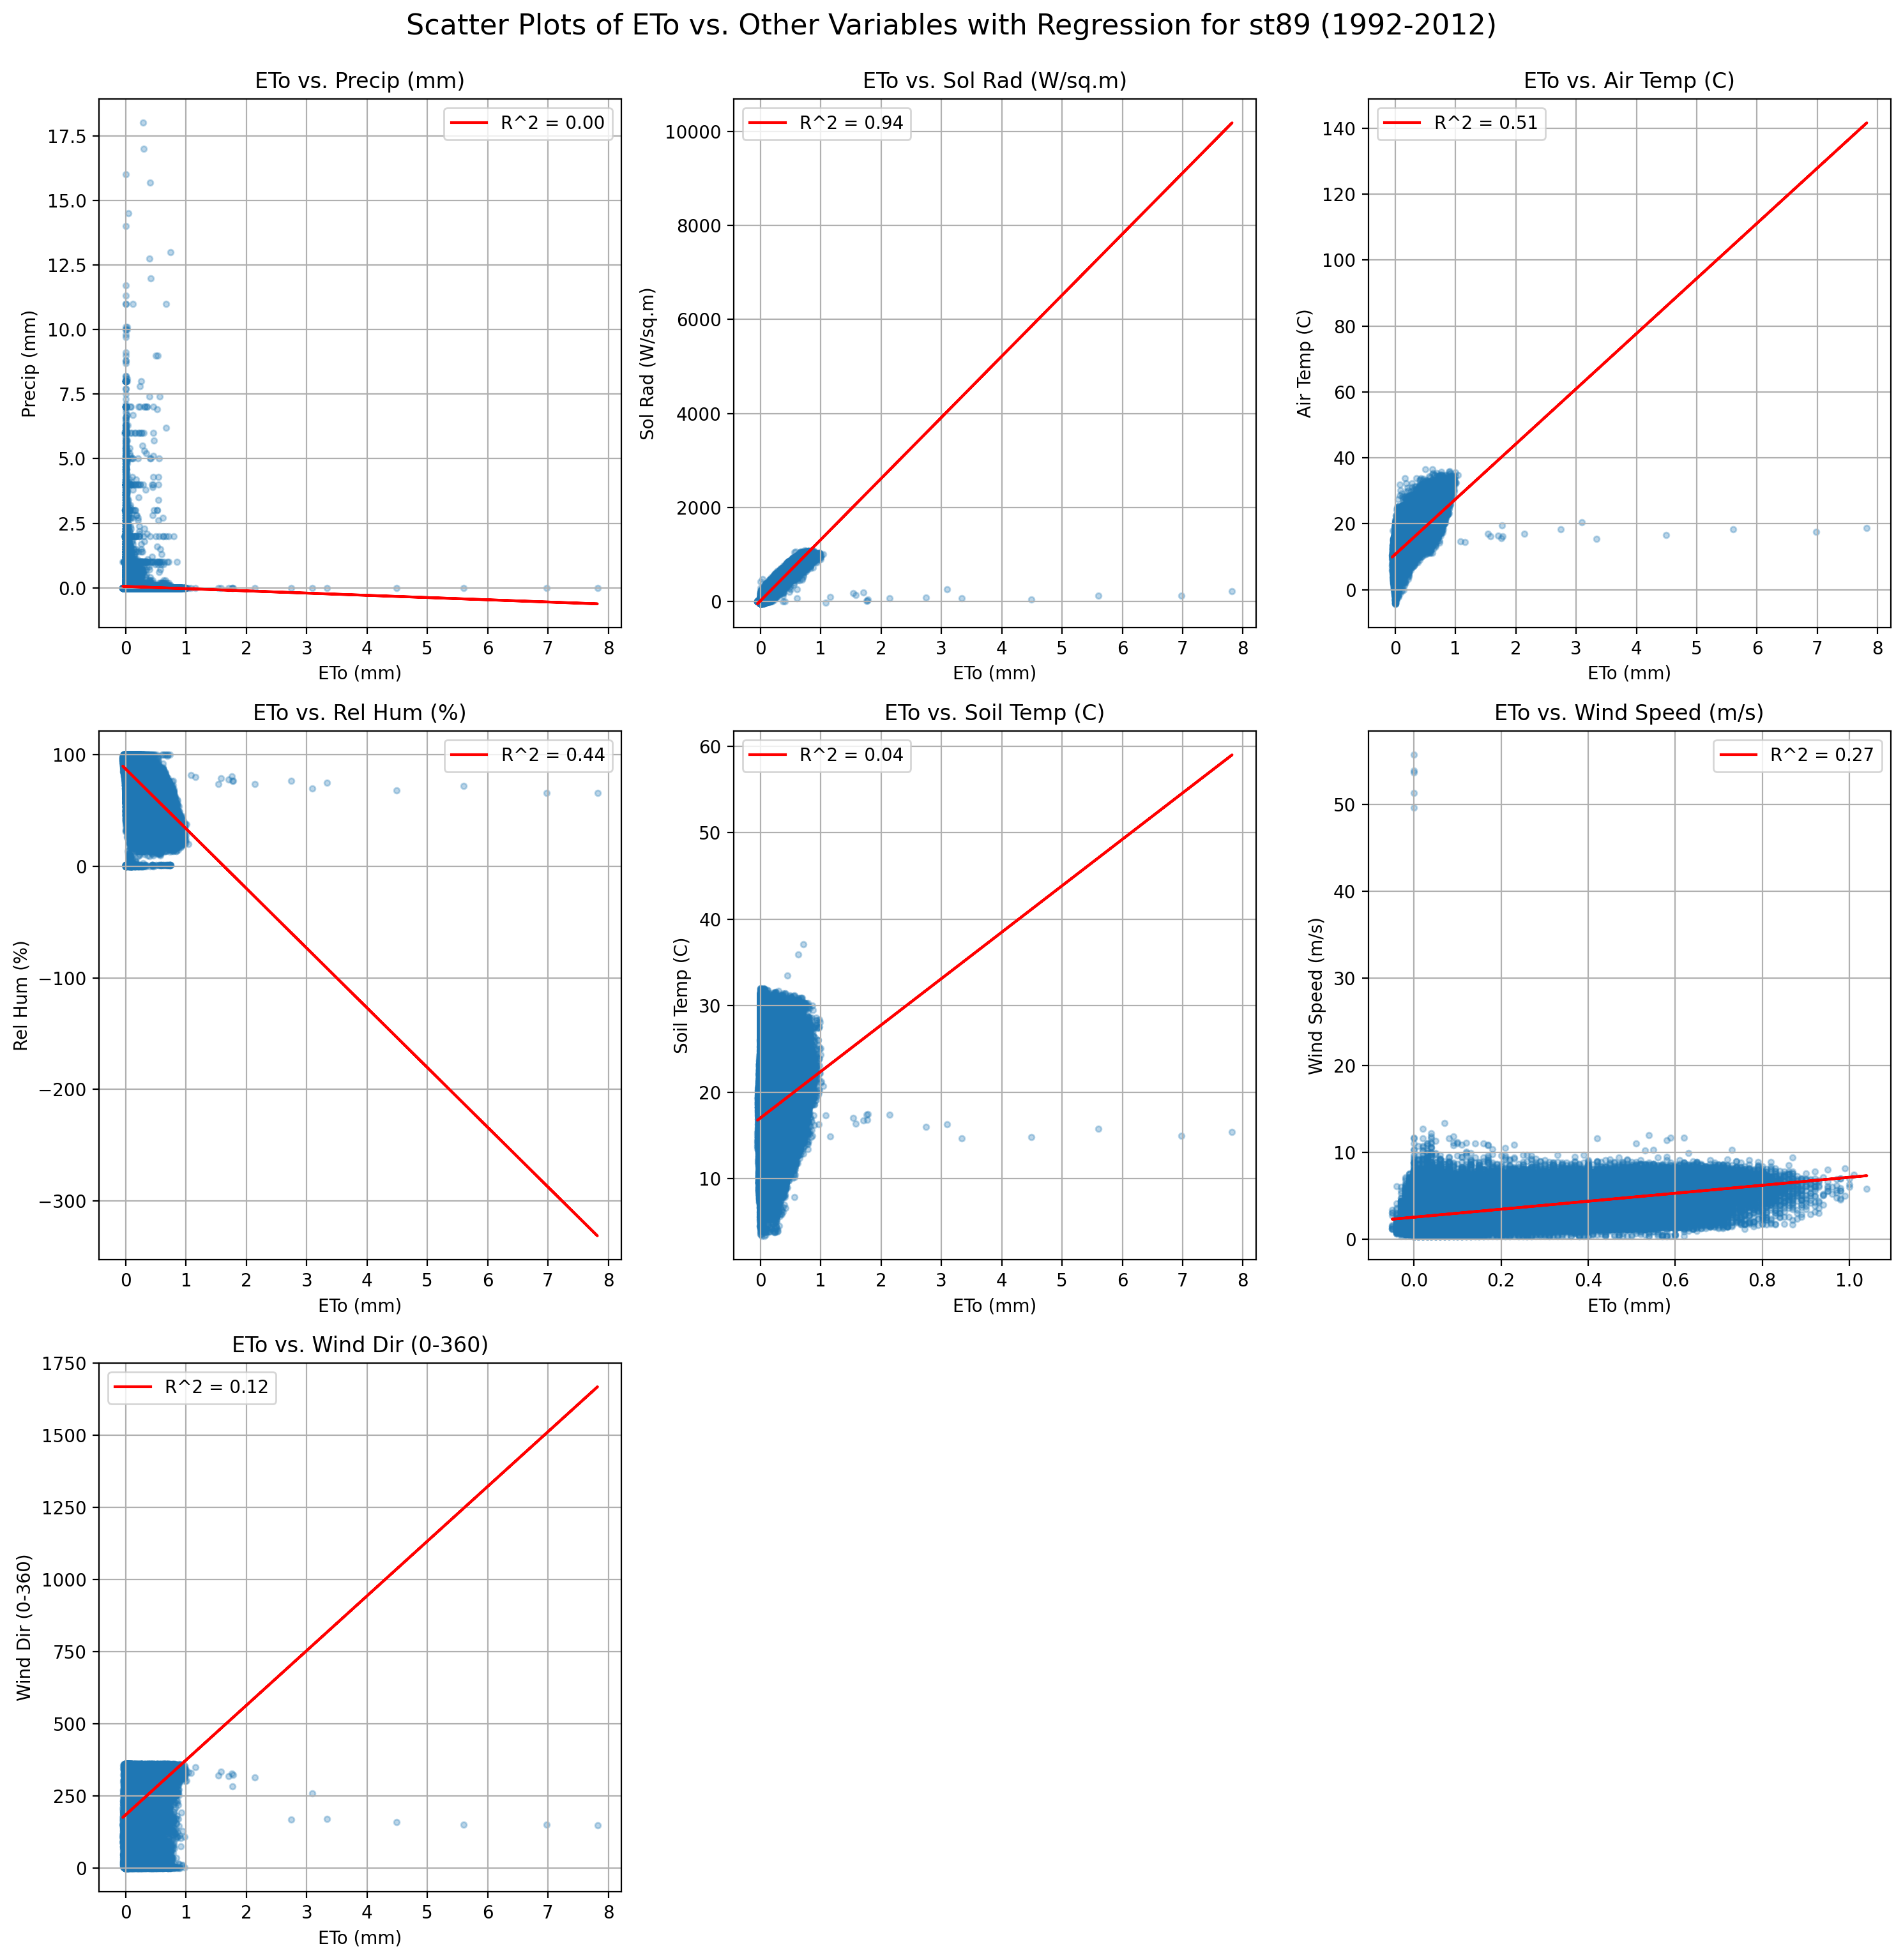 Scatter Plots of ETo vs. Other Variables with Regression for st89 (1992-2012)
ETo vs. Precip (mm)
R^2 = 0.00
Precip (mm)
17.5
15.0
12.5
10.0
7.5
5.0
2.5
0.0
0 1 2 3 4 5 6 7 8
ETo (mm)
ETo vs. Sol Rad (W/sq.m)
R^2 = 0.94
Sol Rad (W/sq.m)
10000
8000
6000
4000
2000
0
0 1 2 3 4 5 6 7 8
ETo (mm)
ETo vs. Air Temp (C)
R^2 = 0.51
Air Temp (C)
140
120
100
80
60
40
20
0
0 1 2 3 4 5 6 7 8
ETo (mm)
ETo vs. Rel Hum (%)
R^2 = 0.44
Rel Hum (%)
100
0
−100
−200
−300
0 1 2 3 4 5 6 7 8
ETo (mm)
ETo vs. Soil Temp (C)
R^2 = 0.04
Soil Temp (C)
60
50
40
30
20
10
0 1 2 3 4 5 6 7 8
ETo (mm)
ETo vs. Wind Speed (m/s)
R^2 = 0.27
Wind Speed (m/s)
50
40
30
20
10
0
0.0 0.2 0.4 0.6 0.8 1.0
ETo (mm)
ETo vs. Wind Dir (0-360)
R^2 = 0.12
Wind Dir (0-360)
1750
1500
1250
1000
750
500
250
0
0 1 2 3 4 5 6 7 8
ETo (mm)